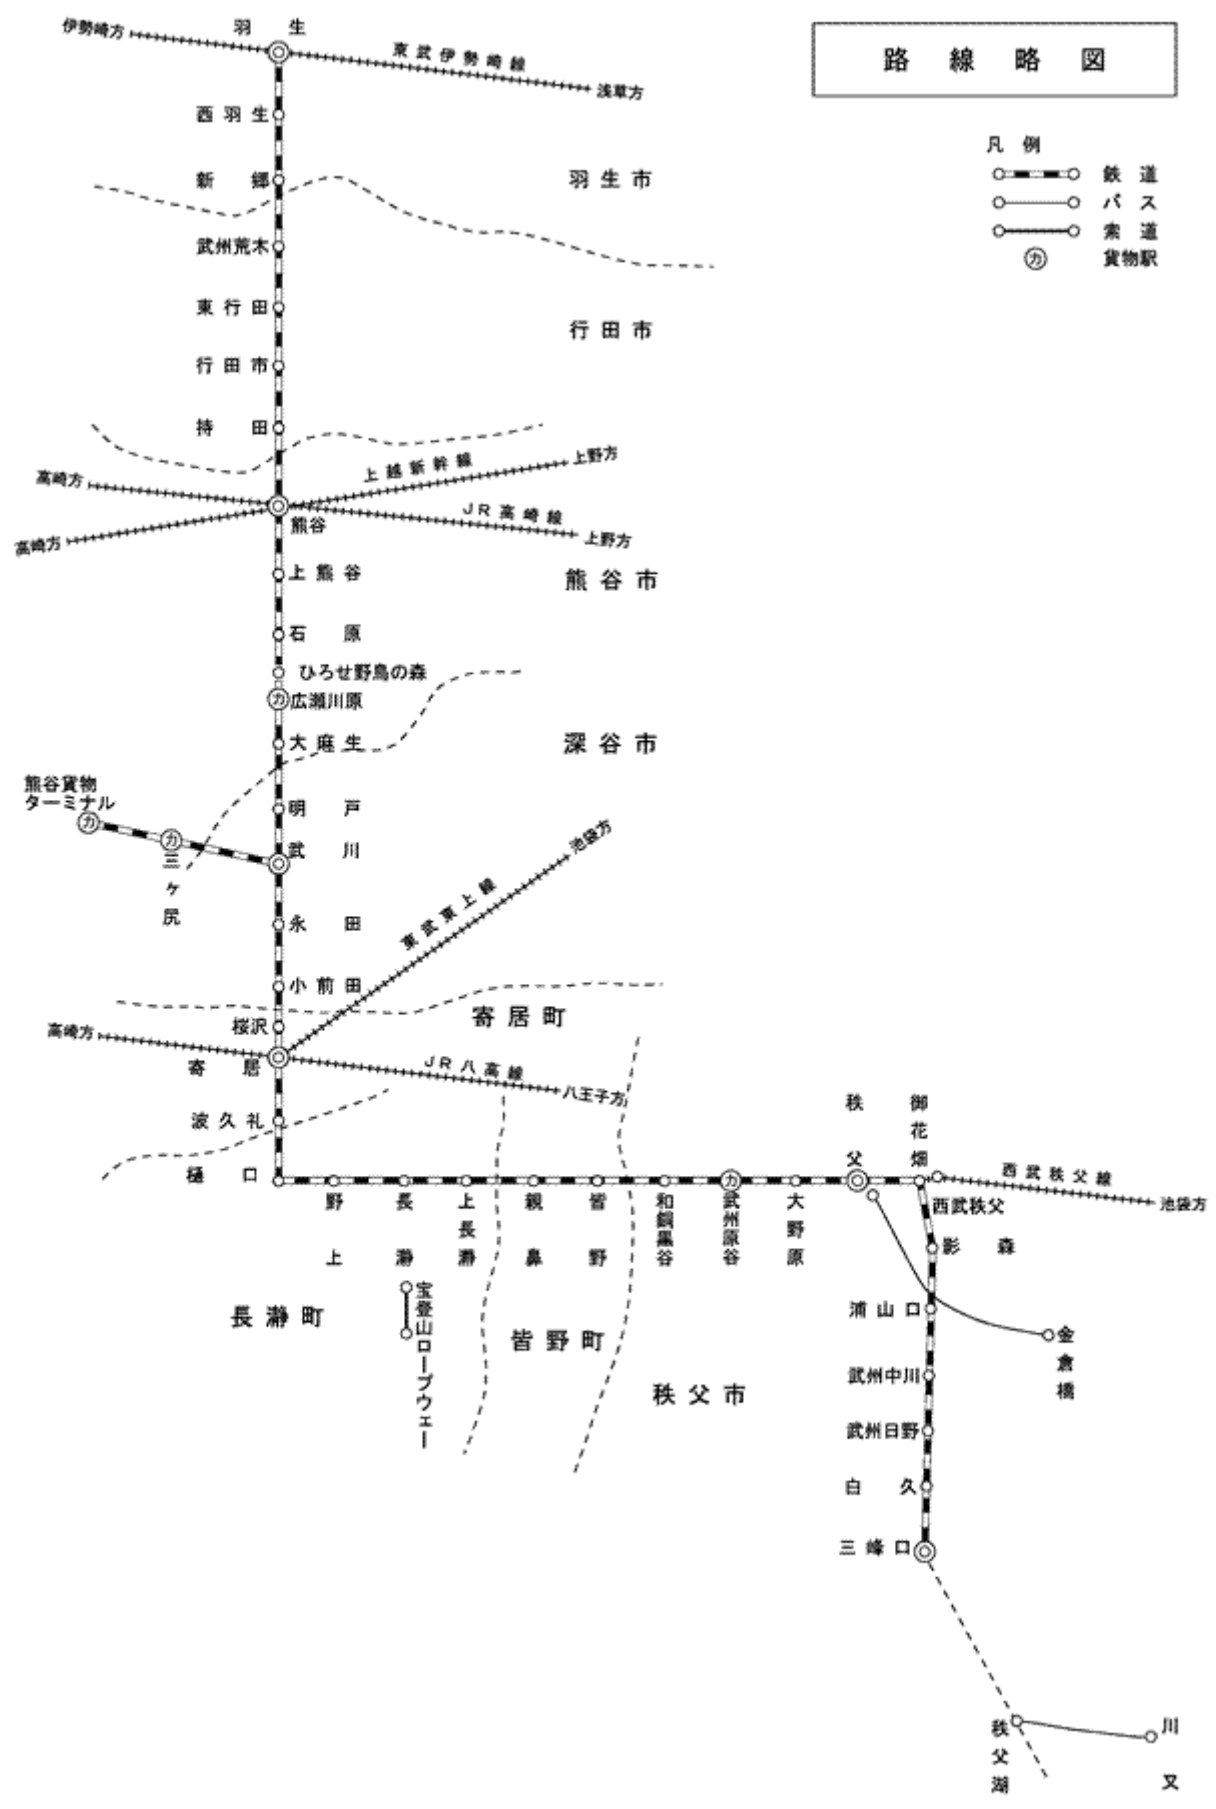 路線略図
凡例
鉄道
バス
索道
カ 貨物駅
伊勢崎方
羽生
東武伊勢崎線
浅草方
西羽生
新郷
羽生市
武州荒木
東行田
行田市
行田市
持田
高崎方
上越新幹線
上野方
JR高崎線
熊谷
高崎方
上野方
上熊谷
熊谷市
石原
ひろせ野鳥の森
カ
広瀬川原
大麻生
深谷市
熊谷貨物
ターミナル
カ
カ
三ヶ尻
明戸
武川
池袋方
東武東上線
永田
小前田
寄居町
桜沢
高崎方
寄居
JR八高線
八王子方
波久礼
樋口
野上
長瀞
上長瀞
親鼻
皆野
和銅黒谷
カ
武州原谷
大野原
秩父
御花畑
西武秩父線
池袋方
西武秩父
影森
長瀞町
宝登山ロープウェー
皆野町
秩父市
浦山口
金倉橋
武州中川
武州日野
白久
三峰口
秩父湖
川又